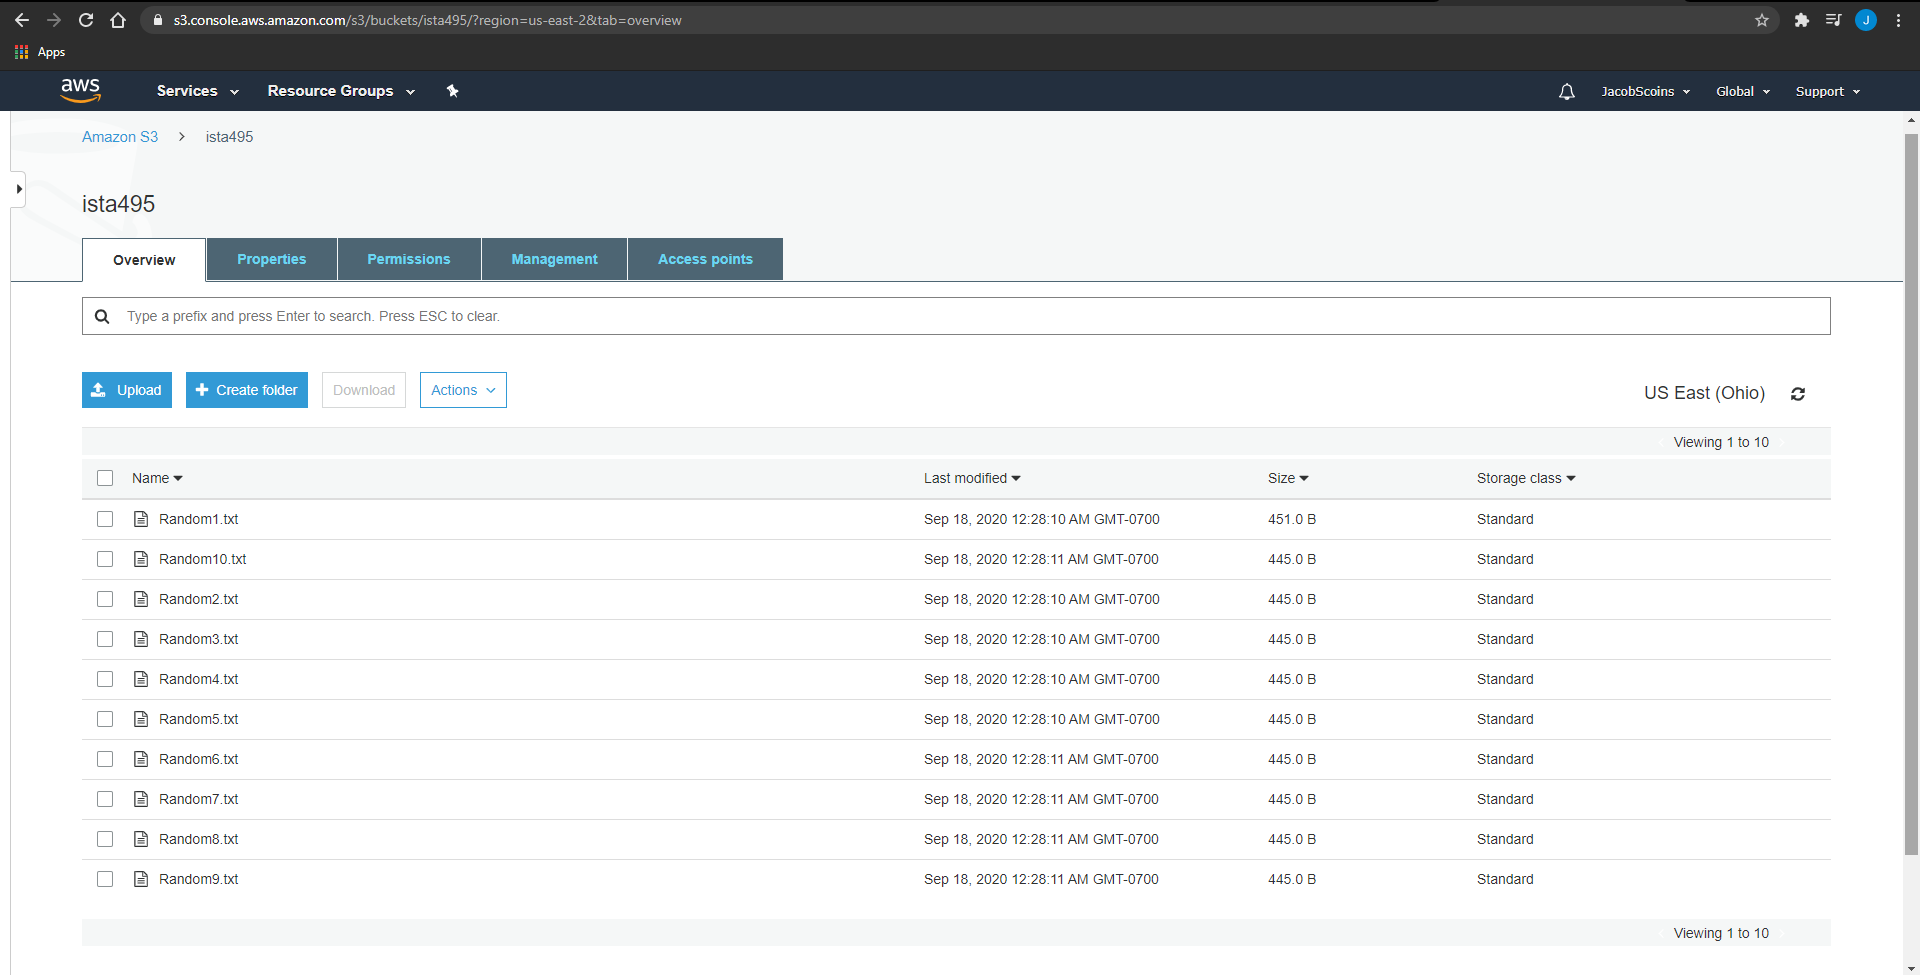 s3.console.aws.amazon.com/s3/buckets/ista495/?region=us-east-2&tab=overview
J
Apps
aws Services Resource Groups JacobScoins Global Support
Amazon S3 > ista495
ista495
Overview Properties Permissions Management Access points
Type a prefix and press Enter to search. Press ESC to clear.
Upload + Create folder Download Actions US East (Ohio)
Viewing 1 to 10
Name Last modified Size Storage class
Random1.txt Sep 18, 2020 12:28:10 AM GMT-0700 451.0 B Standard
Random10.txt Sep 18, 2020 12:28:11 AM GMT-0700 445.0 B Standard
Random2.txt Sep 18, 2020 12:28:10 AM GMT-0700 445.0 B Standard
Random3.txt Sep 18, 2020 12:28:10 AM GMT-0700 445.0 B Standard
Random4.txt Sep 18, 2020 12:28:10 AM GMT-0700 445.0 B Standard
Random5.txt Sep 18, 2020 12:28:10 AM GMT-0700 445.0 B Standard
Random6.txt Sep 18, 2020 12:28:11 AM GMT-0700 445.0 B Standard
Random7.txt Sep 18, 2020 12:28:11 AM GMT-0700 445.0 B Standard
Random8.txt Sep 18, 2020 12:28:11 AM GMT-0700 445.0 B Standard
Random9.txt Sep 18, 2020 12:28:11 AM GMT-0700 445.0 B Standard
Viewing 1 to 10